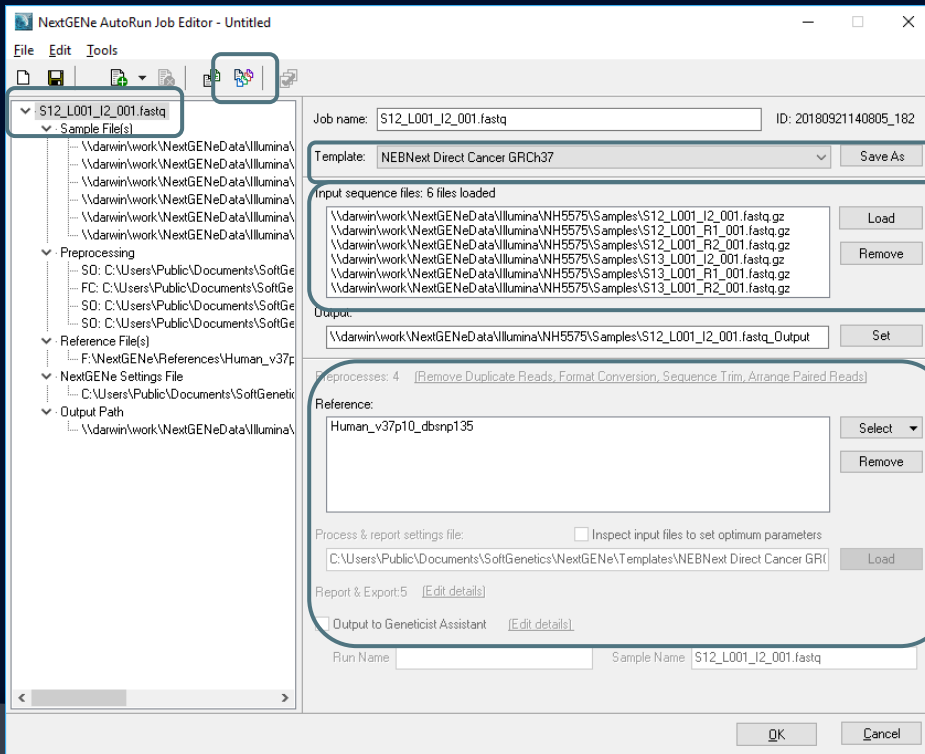 NextGENe AutoRun Job Editor - Untitled
File Edit Tools
S12_L001_I2_001.fastq
Sample File(s)
\\darwin\work\NextGENeData\Illumina\
\\darwin\work\NextGENeData\Illumina\
\\darwin\work\NextGENeData\Illumina\
\\darwin\work\NextGENeData\Illumina\
\\darwin\work\NextGENeData\Illumina\
\\darwin\work\NextGENeData\Illumina\
Preprocessing
SO: C:\Users\Public\Documents\SoftGe
FC: C:\Users\Public\Documents\SoftGe
SO: C:\Users\Public\Documents\SoftGe
SO: C:\Users\Public\Documents\SoftGe
Reference File(s)
F:\NextGENe\References\Human_v37p
NextGENe Settings File
C:\Users\Public\Documents\SoftGenetic
Output Path
\\darwin\work\NextGENeData\Illumina\
Job name: S12_L001_I2_001.fastq ID: 20180921140805_182
Template: NEBNext Direct Cancer GRCh37 Save As
Input sequence files: 6 files loaded
\\darwin\work\NextGENeData\Illumina\NH5575\Samples\S12_L001_I2_001.fastq.gz
\\darwin\work\NextGENeData\Illumina\NH5575\Samples\S12_L001_R1_001.fastq.gz
\\darwin\work\NextGENeData\Illumina\NH5575\Samples\S12_L001_R2_001.fastq.gz
\\darwin\work\NextGENeData\Illumina\NH5575\Samples\S13_L001_I2_001.fastq.gz
\\darwin\work\NextGENeData\Illumina\NH5575\Samples\S13_L001_R1_001.fastq.gz
\\darwin\work\NextGENeData\Illumina\NH5575\Samples\S13_L001_R2_001.fastq.gz
Load
Remove
Output:
\\darwin\work\NextGENeData\Illumina\NH5575\Samples\S12_L001_I2_001.fastq_Output Set
Preprocesses: 4 [Remove Duplicate Reads, Format Conversion, Sequence Trim, Arrange Paired Reads]
Reference:
Human_v37p10_dbsnp135
Select
Remove
Process & report settings file: Inspect input files to set optimum parameters
C:\Users\Public\Documents\SoftGenetics\NextGENe\Templates\NEBNext Direct Cancer GR( Load
Report & Export:5 [Edit details]
Output to Geneticist Assistant [Edit details]
Run Name Sample Name S12_L001_I2_001.fastq
OK Cancel